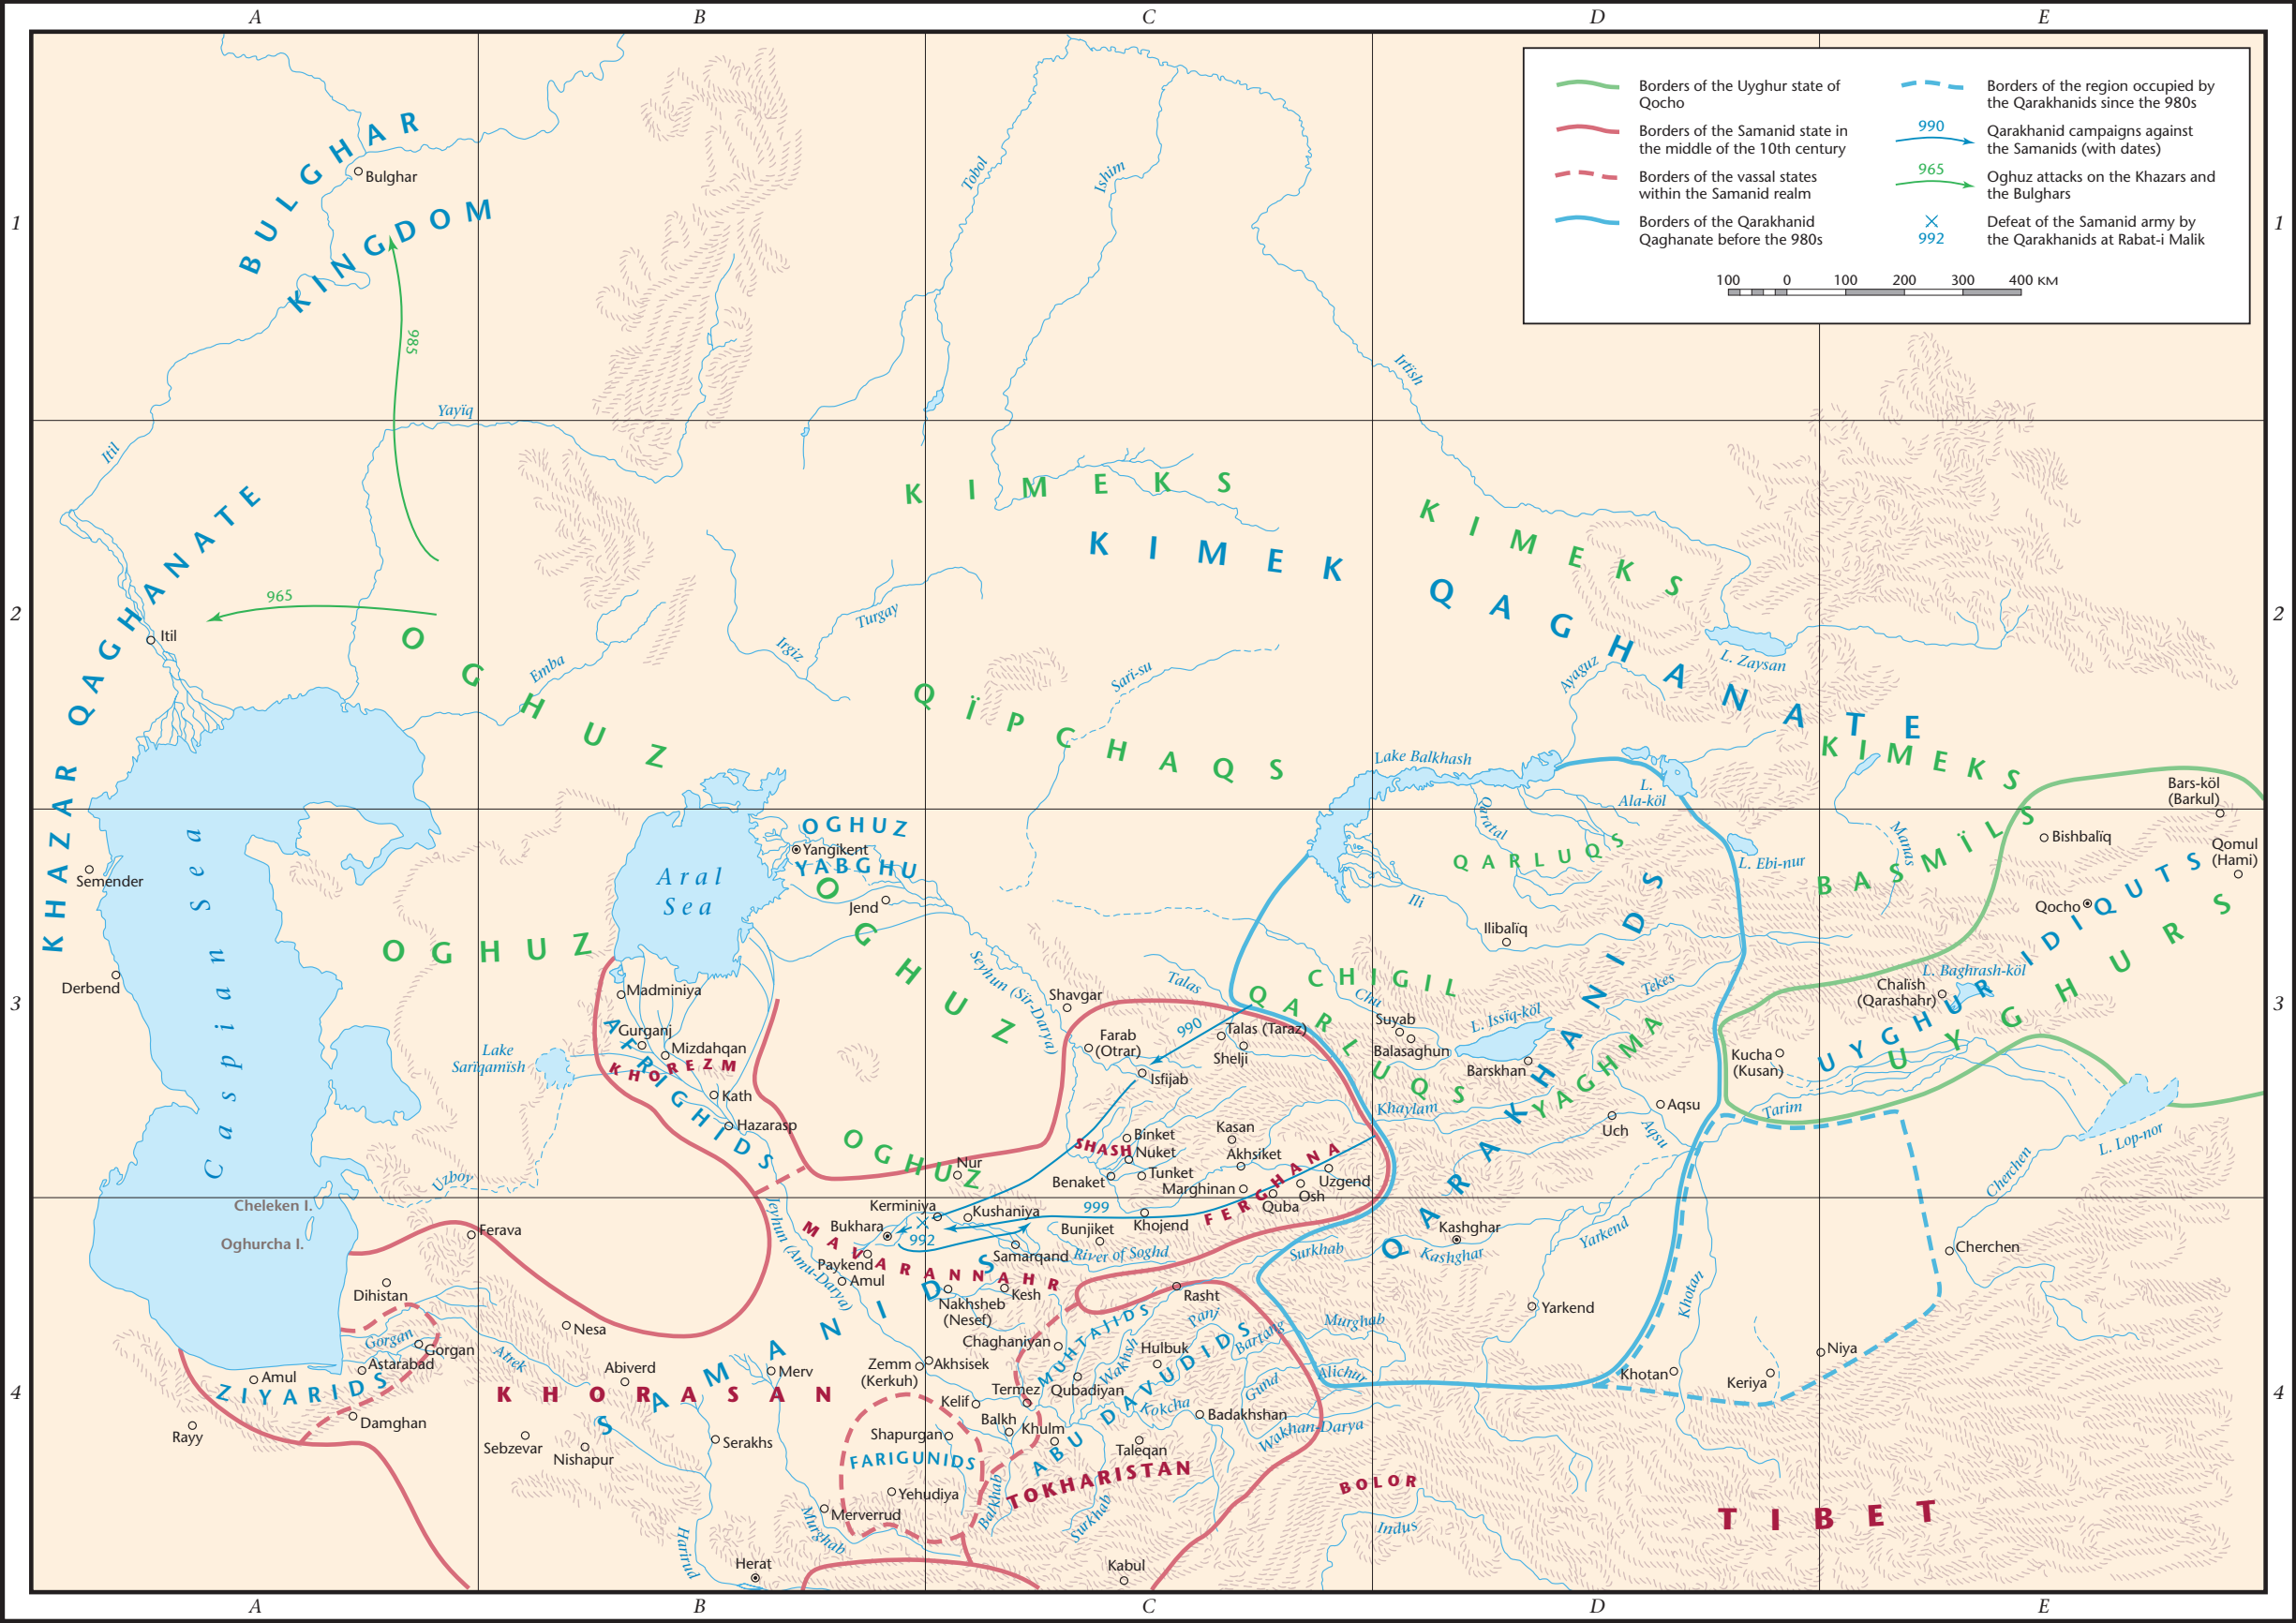 A B C D E
1
2
3
4
Borders of the Uyghur state of
Qocho
Borders of the Samanid state in
the middle of the 10th century
Borders of the vassal states
within the Samanid realm
Borders of the Qarakhanid
Qaghanate before the 980s
Borders of the region occupied by
the Qarakhanids since the 980s
990
Qarakhanid campaigns against
the Samanids (with dates)
965
Oghuz attacks on the Khazars and
the Bulghars
992
Defeat of the Samanid army by
the Qarakhanids at Rabat-i Malik
100 0 100 200 300 400 KM
BULGHAR
KINGDOM
Bulghar
985
Tobol
Ishim
Irtïsh
Yayïq
Itil
KHAZAR QAGHANATE
965
Itil
OGHUZ
Emba
Irgiz
Turgay
KIMEKS
KIMEK QAGHANATE
KIMEKS
QÏPCHAQS
Sarï-su
Ayaguz
L. Zaysan
KIMEKS
Lake Balkhash
L.
Ala-köl
Bars-köl
(Barkul)
Semender
Caspian Sea
Derbend
OGHUZ
Aral
Sea
OGHUZ
YABGHU
Yangikent
Jend
OGHUZ
Seyhun (Sïr-Darya)
Qaratal
QARLUQS
L. Ebi-nur
Manas
BASMÏLS
Bishbalïq
Qomul
(Hami)
Qocho
UYGHUR IDIQUTS
UYGHURS
Ili
Ilibalïq
CHIGIL
Chu
Talas
QARLUQS
Tekes
L. Baghrash-köl
Chalïsh
(Qarashahr)
Madminiya
Gurganj
Mizdahqan
KHOREZM
AFRIGHIDS
Kath
Hazarasp
Lake
Sarïqamïsh
Uzboy
Shavgar
Farab
(Otrar)
990
Talas (Taraz)
Shelji
Isfijab
Suyab
Balasaghun
L. Issïq-köl
Barskhan
QARAKHANIDS
YAGHMA
Kucha
(Kusan)
Tarim
L. Lop-nor
Khaylam
Aqsu
Uch
Aqsu
OGHUZ
Nur
Binket
SHASH
Nuket
Benaket
Tunket
Kasan
Akhsiket
Marghinan
FERGHANA
Uzgend
Osh
Quba
Cherchen
Cheleken I.
Oghurcha I.
Ferava
Jeyhun (Amu-Darya)
Kerminiya
Kushaniya
Bukhara
992
999
Khojend
Bunjiket
Samarqand
River of Soghd
Surkhab
Kashghar
Kashghar
Yarkend
Cherchen
MAVARANNAHR
Paykend
Amul
Nakhsheb
(Nesef)
Kesh
Rasht
Dihistan
Gorgan
Gorgan
Astarabad
Amul
ZIYARIDS
Damghan
Rayy
Nesa
Atrek
Abiverd
KHORASAN
SAMANIDS
Merv
Sebzevar
Nishapur
Serakhs
Zemm
(Kerkuh)
Akhsisek
Chaghaniyan
MUHTAJIDS
Wakhsh
Panj
Bartang
Hulbuk
Murghab
Alichur
Yarkend
Khotan
Khotan
Keriya
Niya
Kelif
Termez
Qubadiyan
ABU DAVUDIDS
Kokcha
Gund
Badakhshan
Wakhan-Darya
Balkh
Khulm
Taleqan
Shapurgan
FARIGUNIDS
Yehudiya
TOKHARISTAN
Balkhab
Surkhab
BOLOR
Indus
TIBET
Merverrud
Murghab
Harirud
Herat
Kabul
1
2
3
4
A B C D E